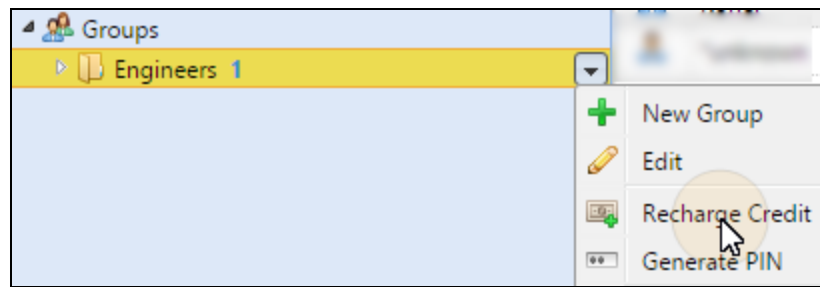 Groups
Engineers 1
New Group
Edit
Recharge Credit
Generate PIN